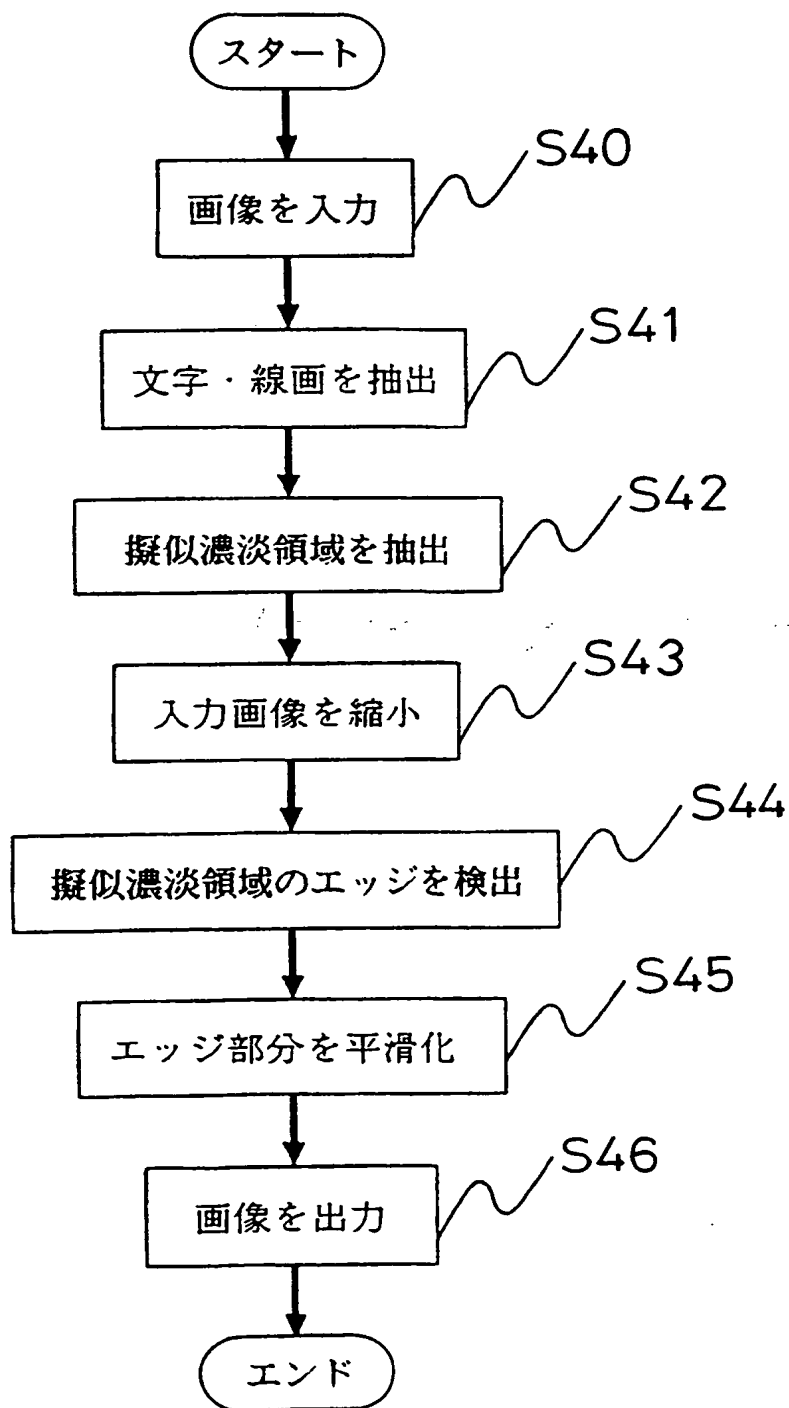 スタート
S40
画像を入力
S41
文字・線画を抽出
S42
擬似濃淡領域を抽出
S43
入力画像を縮小
S44
擬似濃淡領域のエッジを検出
S45
エッジ部分を平滑化
S46
画像を出力
エンド